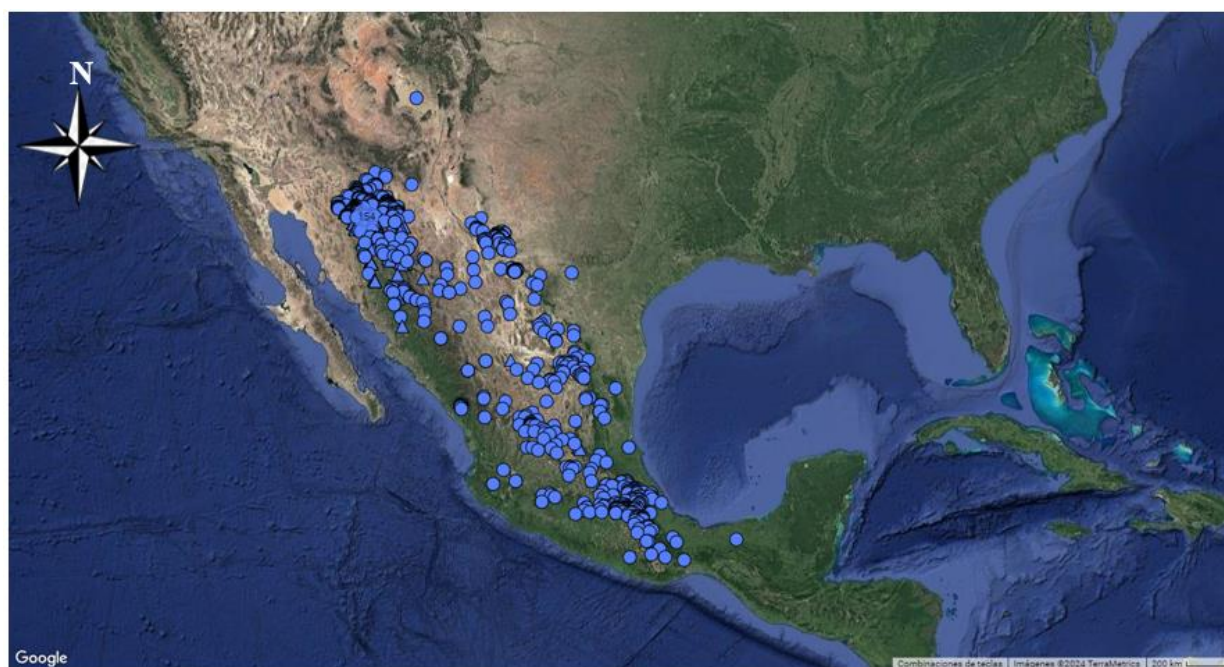 N
154
Google
Combinaciones de teclas
Imágenes ©2024 TerraMetrics
200 km